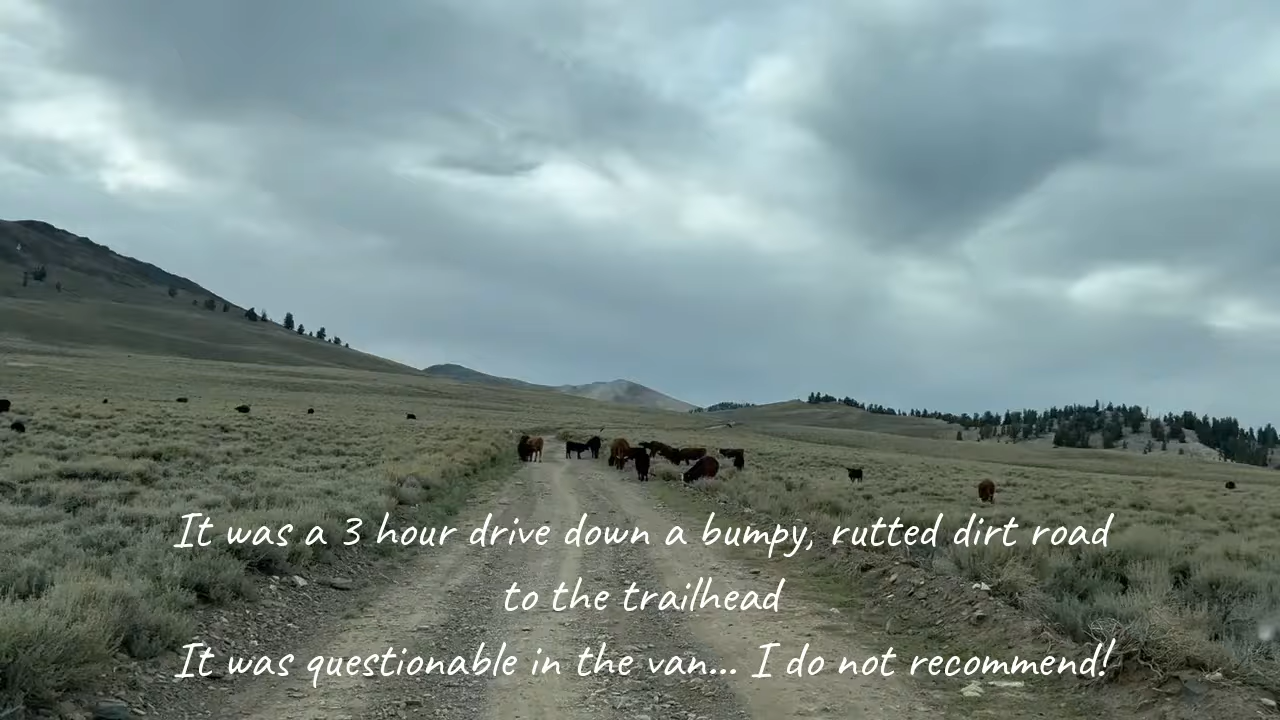 It was a 3 hour drive down a bumpy, rutted dirt road
to the trailhead
It was questionable in the van... I do not recommend!